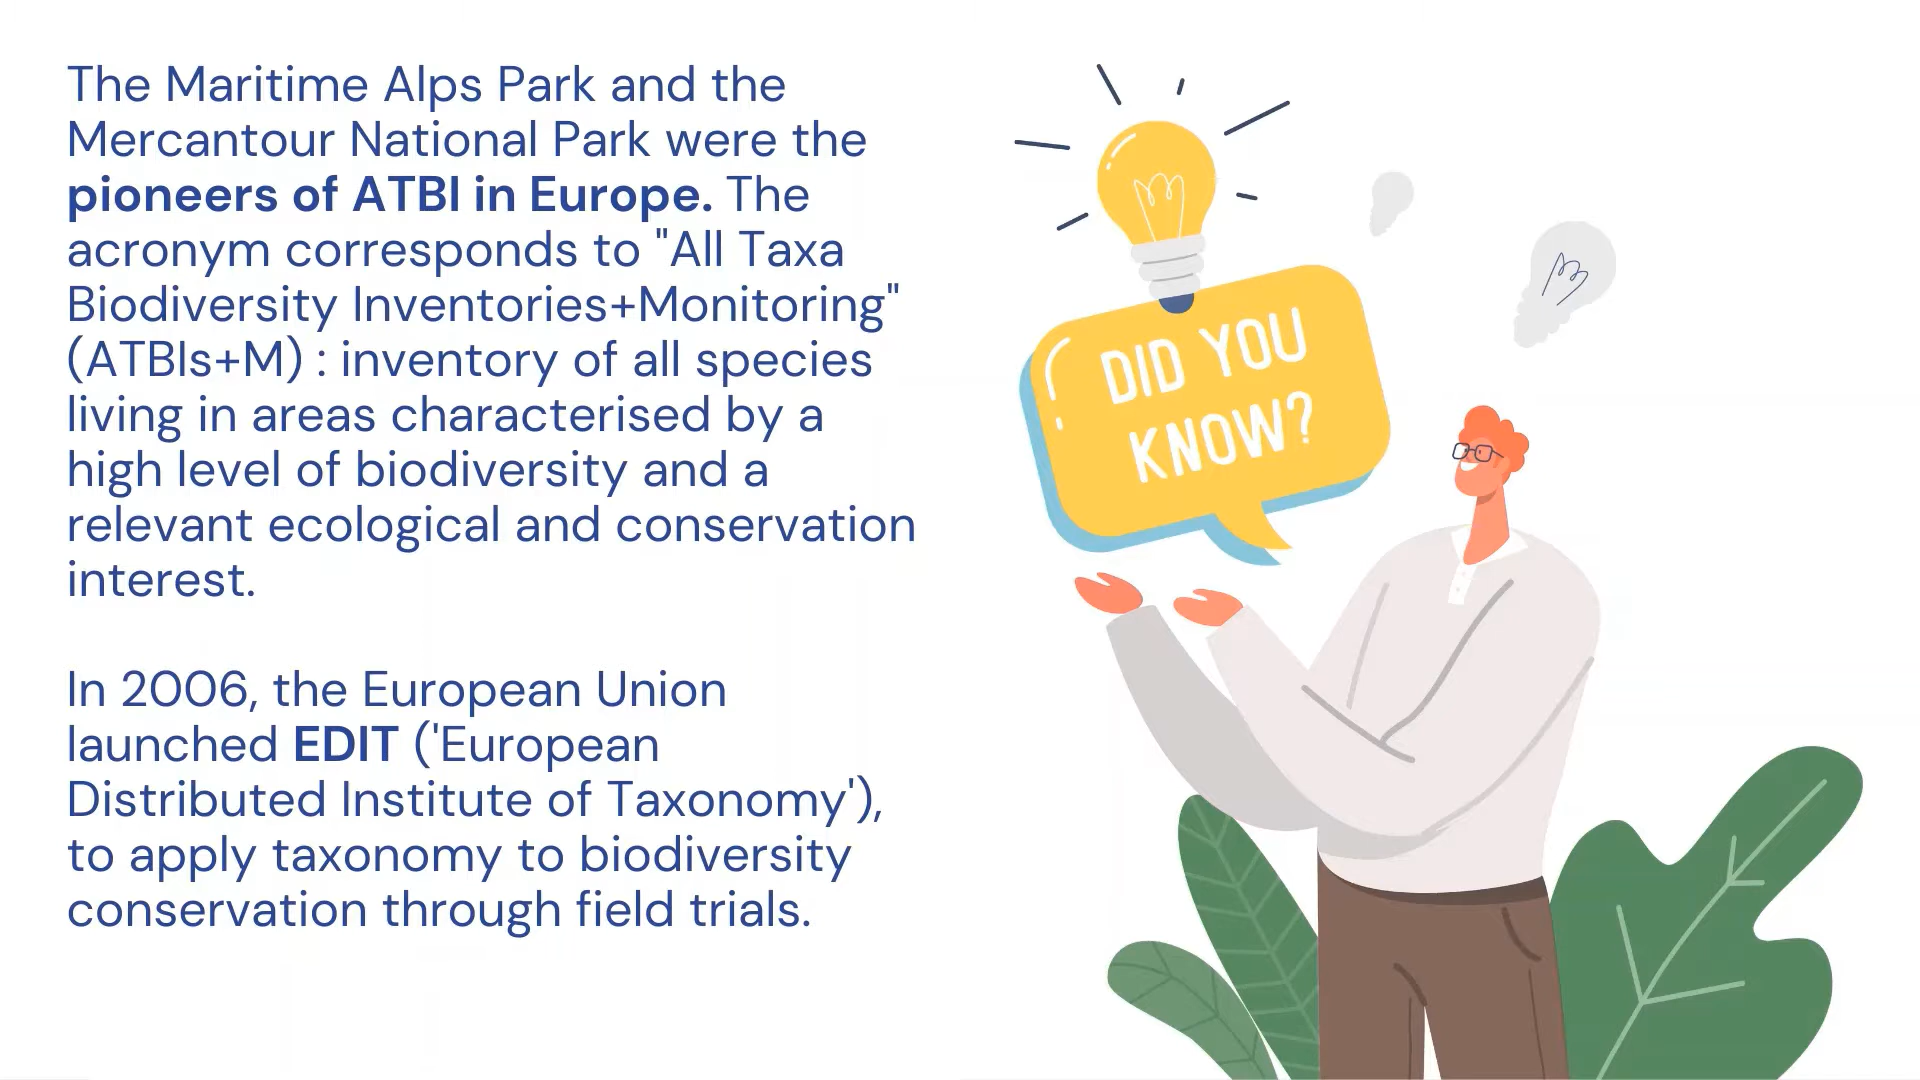 The Maritime Alps Park and the
Mercantour National Park were the
pioneers of ATBI in Europe. The
acronym corresponds to "All Taxa
Biodiversity Inventories+Monitoring"
(ATBIs+M) : inventory of all species
living in areas characterised by a
high level of biodiversity and a
relevant ecological and conservation
interest.
In 2006, the European Union
launched EDIT ('European
Distributed Institute of Taxonomy'),
to apply taxonomy to biodiversity
conservation through field trials.
DID YOU
KNOW?